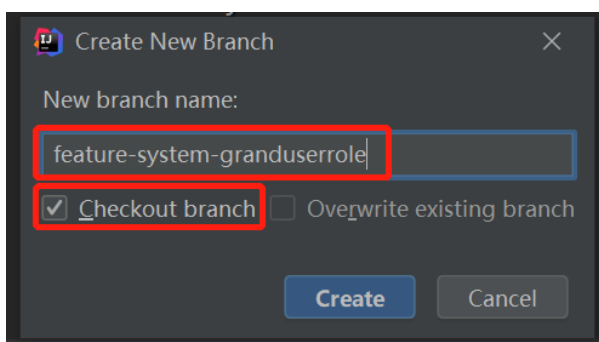 Create New Branch
New branch name:
feature-system-granduserrole
Checkout branch Overwrite existing branch
Create Cancel